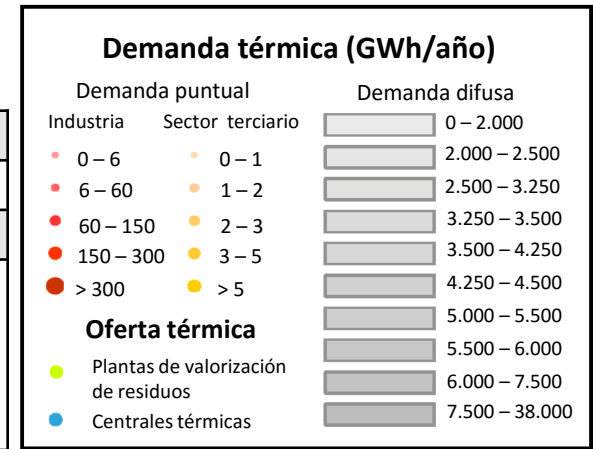 Demanda térmica (GWh/año)
Demanda puntual
Industria
Sector terciario
0 – 6
0 – 1
6 – 60
1 – 2
60 – 150
2 – 3
150 – 300
3 – 5
> 300
> 5
Oferta térmica
Plantas de valorización
de residuos
Centrales térmicas
Demanda difusa
0 – 2.000
2.000 – 2.500
2.500 – 3.250
3.250 – 3.500
3.500 – 4.250
4.250 – 4.500
5.000 – 5.500
5.500 – 6.000
6.000 – 7.500
7.500 – 38.000